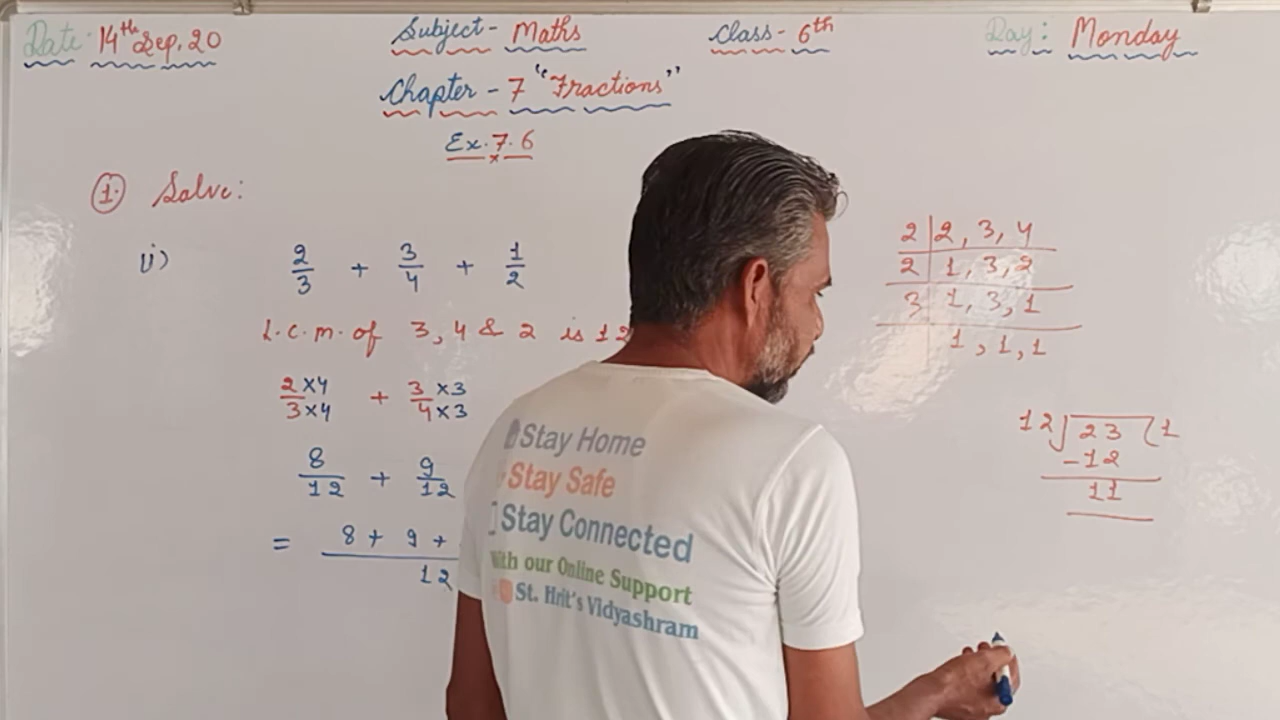 Date: 14th Sep. 20 Subject - Maths Class - 6th Day: Monday
Chapter - 7 "Fractions"
Ex. 7.6
1. Solve:
i) 2/3 + 3/4 + 1/2
L.c.m. of 3, 4 & 2 is 12
2×4/3×4 + 3×3/4×3
8/12 + 9/12
= 8 + 9 +
12
2 | 2, 3, 4
2 | 1, 3, 2
3 | 1, 3, 1
1, 1, 1
12) 23 (1
-12
11
Stay Home
Stay Safe
Stay Connected
With our Online Support
St. Hrit's Vidyashram